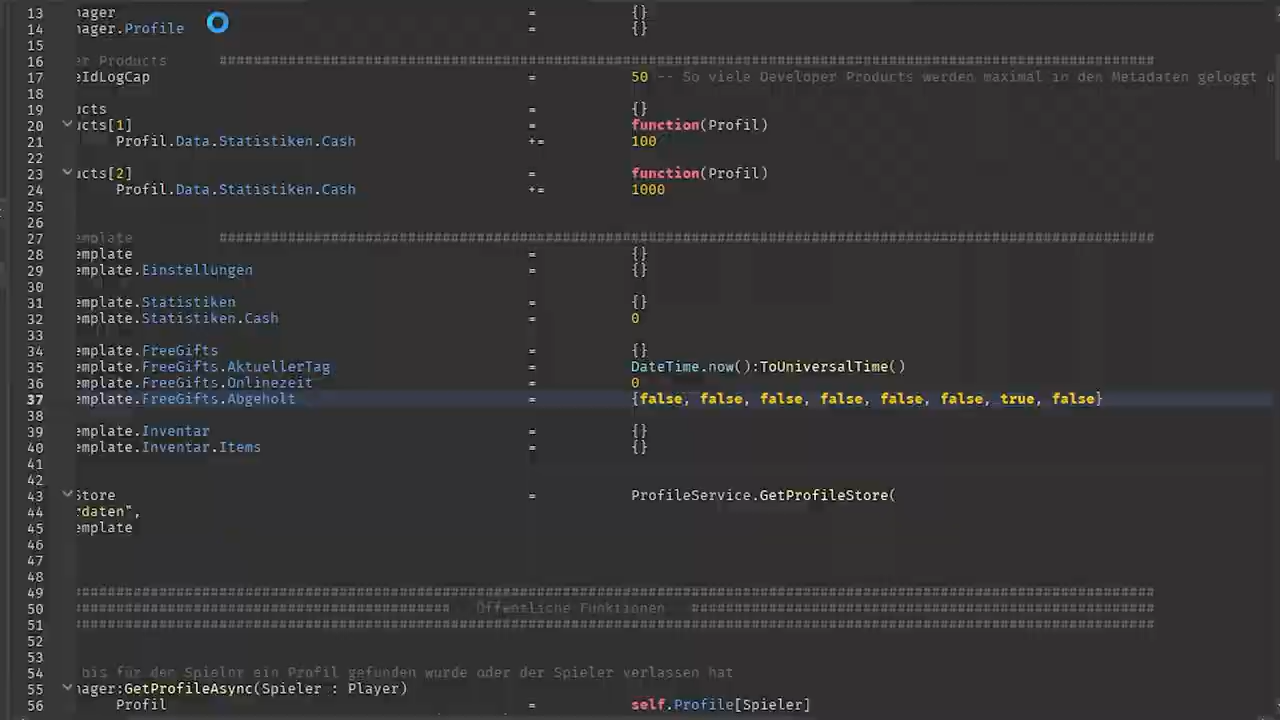 13 nager = {}
14 nager.Profile = {}
15
16 er Products ##############################################################################################################
17 eIdLogCap = 50 -- So viele Developer Products werden maximal in den Metadaten geloggt u
18
19 ucts = {}
20 ucts[1] = function(Profil)
21 Profil.Data.Statistiken.Cash += 100
22
23 ucts[2] = function(Profil)
24 Profil.Data.Statistiken.Cash += 1000
25
26
27 emplate ##############################################################################################################
28 emplate = {}
29 emplate.Einstellungen = {}
30
31 emplate.Statistiken = {}
32 emplate.Statistiken.Cash = 0
33
34 emplate.FreeGifts = {}
35 emplate.FreeGifts.AktuellerTag = DateTime.now():ToUniversalTime()
36 emplate.FreeGifts.Onlinezeit = 0
37 emplate.FreeGifts.Abgeholt = {false, false, false, false, false, false, true, false}
38
39 emplate.Inventar = {}
40 emplate.Inventar.Items = {}
41
42
43 Store = ProfileService.GetProfileStore(
44 rdaten",
45 emplate
46
47
48
49 ##############################################################################################################################
50 ############################################ Öffentliche Funktionen ######################################################
51 ##############################################################################################################################
52
53
54 bis für den Spieler ein Profil gefunden wurde oder der Spieler verlassen hat
55 nager:GetProfileAsync(Spieler : Player)
56 Profil = self.Profile[Spieler]